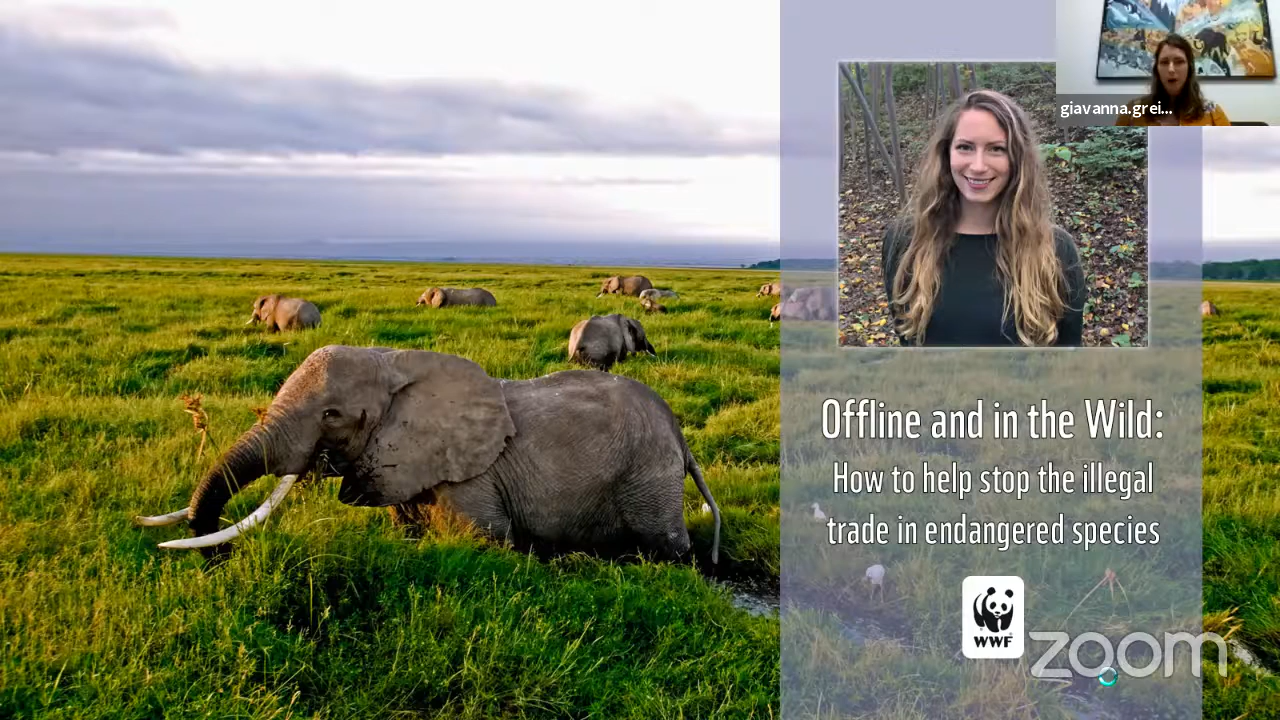 giavanna.grei...
Offline and in the Wild:
How to help stop the illegal
trade in endangered species
WWF
zoom